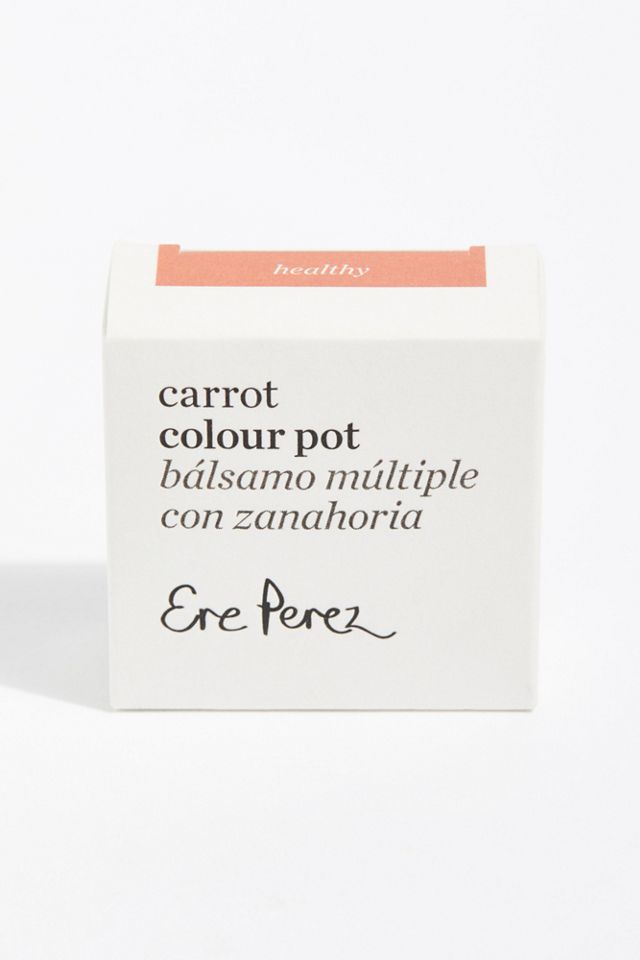 healthy
carrot
colour pot
bálsamo múltiple
con zanahoria
Ere Perez